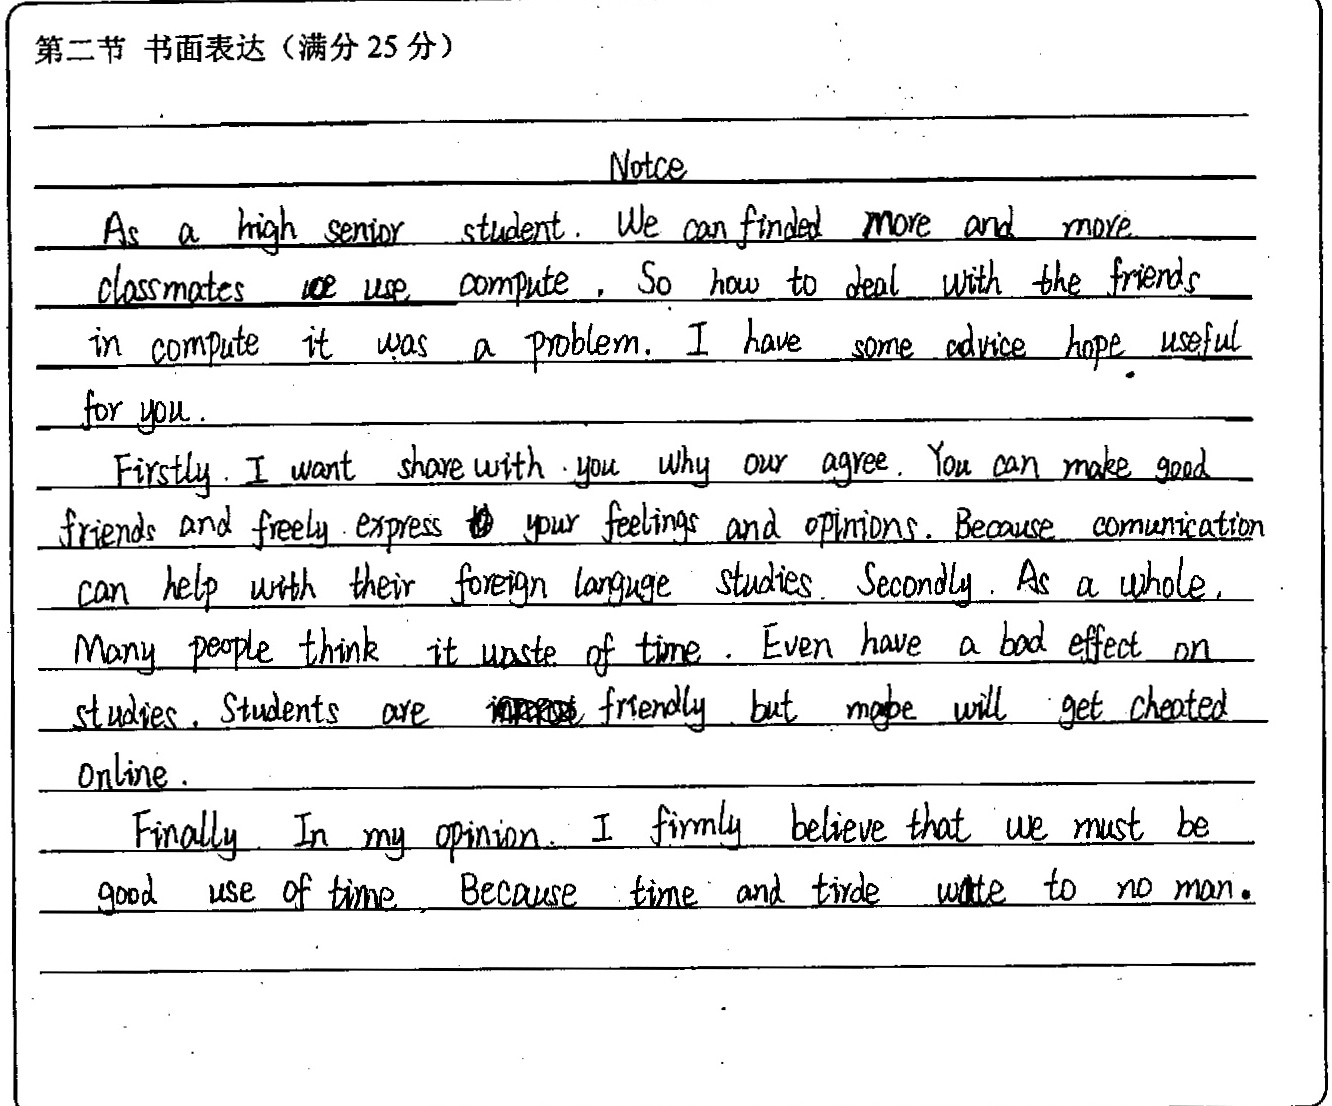 第二节 书面表达（满分 25 分）
Notce
As a high senior student. We can finded more and more
classmates use compute. So how to deal with the friends
in compute it was a problem. I have some advice hope useful
for you.
Firstly. I want share with you why our agree. You can make good
friends and freely express your feelings and opinions. Because comunication
can help with their foreign languge studies. Secondly. As a whole,
Many people think it waste of time. Even have a bad effect on
studies. Students are friendly but mabe will get cheated
online.
Finally. In my opinion. I firmly believe that we must be
good use of time. Because time and tirde to no man.